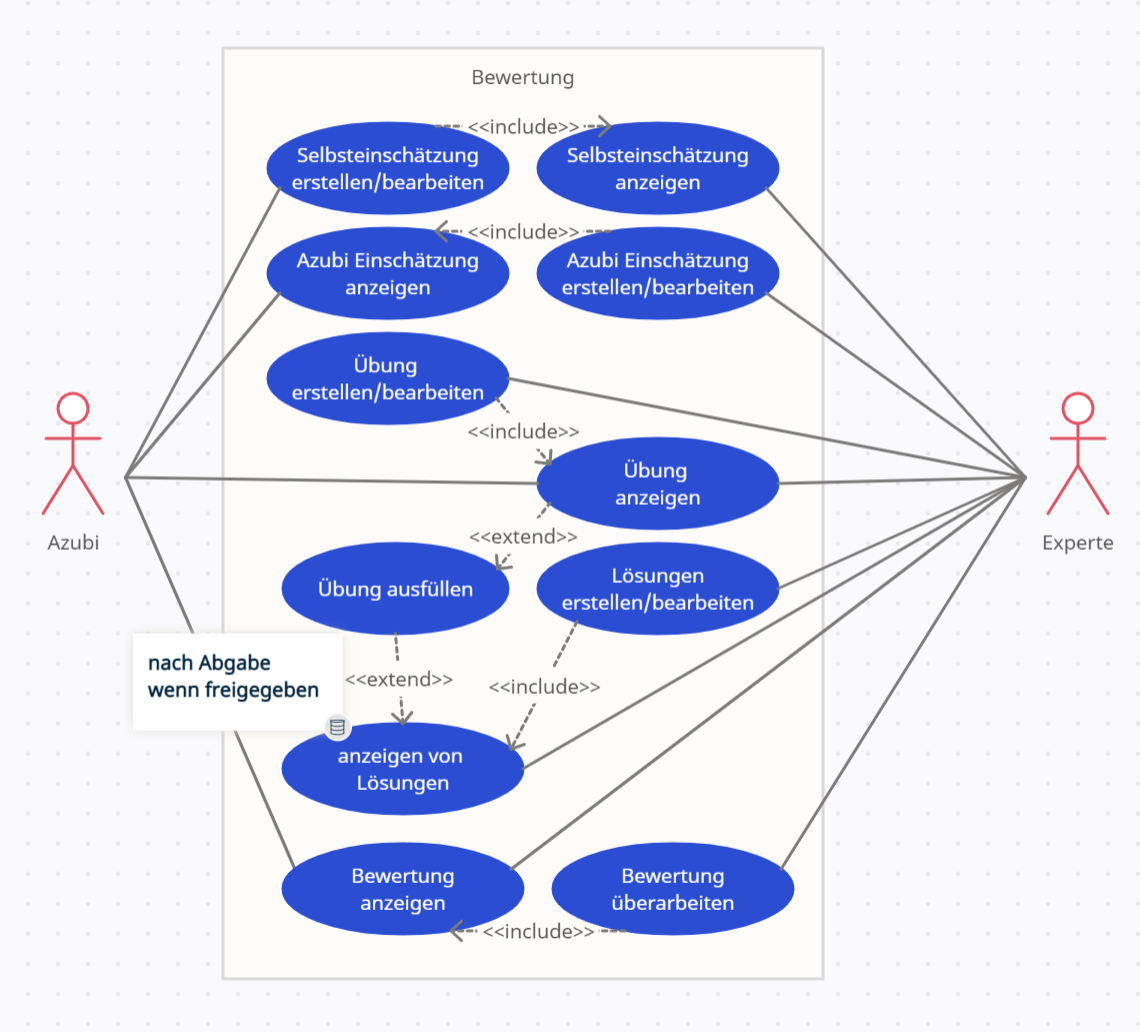 Bewertung
<<include>>
Selbsteinschätzung
erstellen/bearbeiten
Selbsteinschätzung
anzeigen
<<include>>
Azubi Einschätzung
anzeigen
Azubi Einschätzung
erstellen/bearbeiten
Übung
erstellen/bearbeiten
<<include>>
Übung
anzeigen
<<extend>>
Azubi
Experte
Übung ausfüllen
Lösungen
erstellen/bearbeiten
nach Abgabe
wenn freigegeben
<<extend>>
<<include>>
anzeigen von
Lösungen
Bewertung
anzeigen
Bewertung
überarbeiten
<<include>>